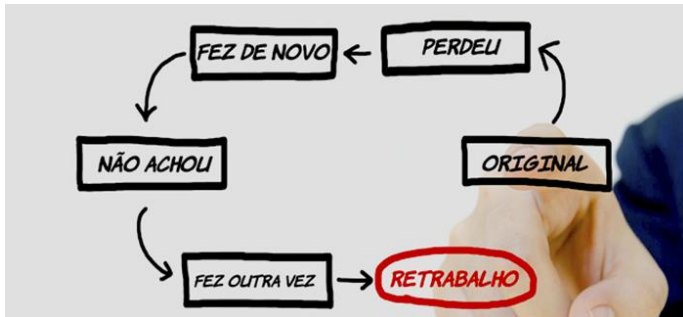 FEZ DE NOVO
PERDEU
NÃO ACHOU
ORIGINAL
FEZ OUTRA VEZ
RETRABALHO